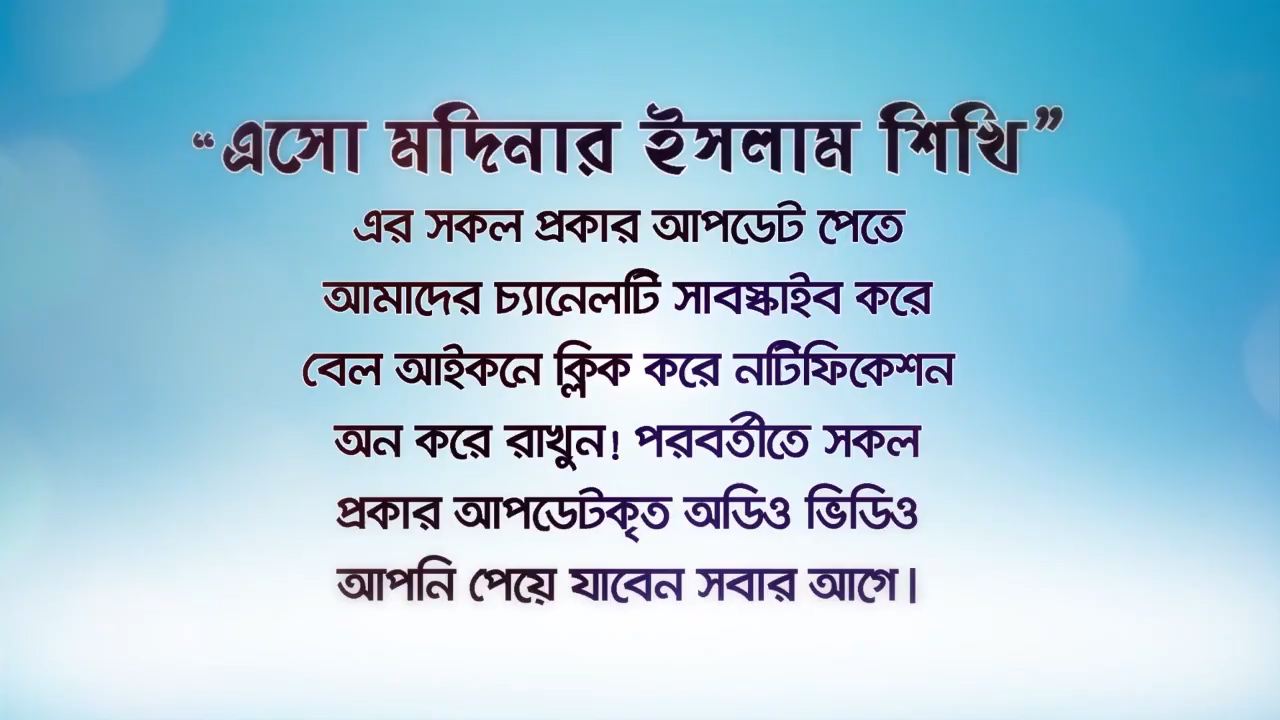 “এসো মদিনার ইসলাম শিখি”
এর সকল প্রকার আপডেট পেতে
আমাদের চ্যানেলটি সাবস্ক্রাইব করে
বেল আইকনে ক্লিক করে নটিফিকেশন
অন করে রাখুন! পরবর্তীতে সকল
প্রকার আপডেটকৃত অডিও ভিডিও
আপনি পেয়ে যাবেন সবার আগে।